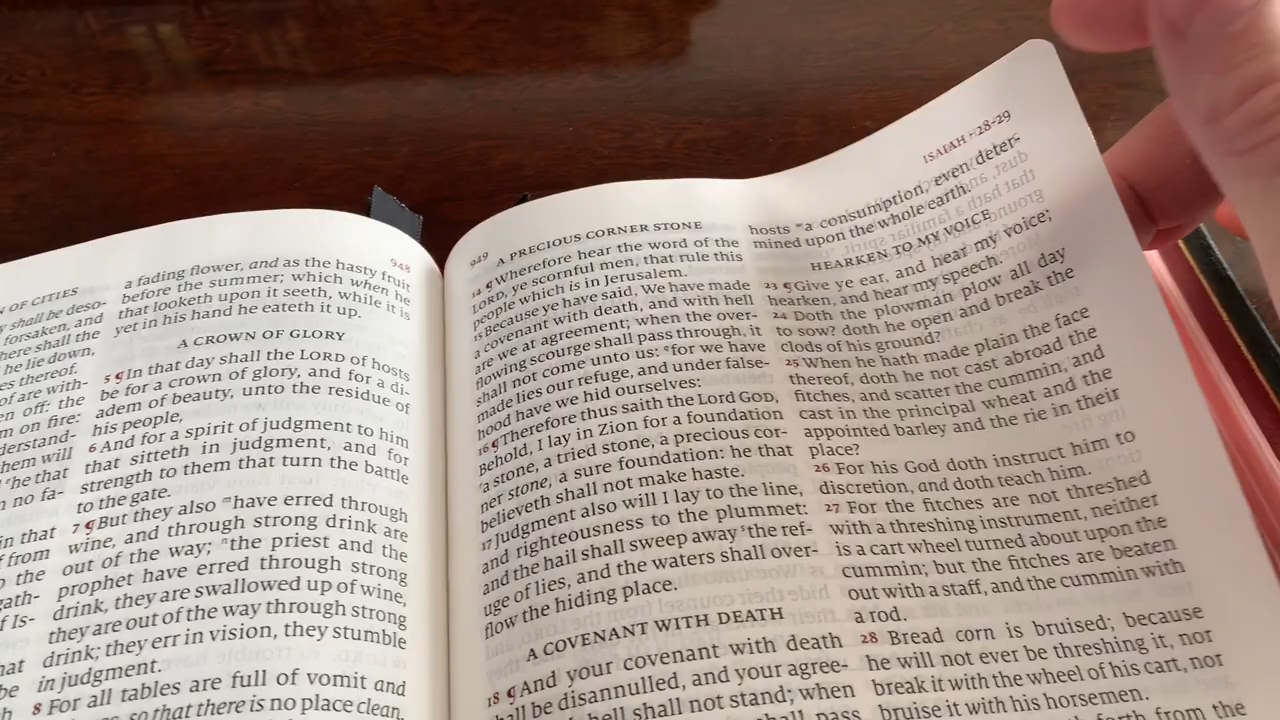 N OF CITIES
y shall be deso-
forsaken, and
here shall the
he lie down,
es thereof.
of are with-
en off: the
m on fire:
derstand-
hem will
he that
n no fa-
in that
f from
the
gath-
f Is-
hat
be
948
a fading flower, and as the hasty fruit
before the summer; which when he
that looketh upon it seeth, while it is
yet in his hand he eateth it up.
A CROWN OF GLORY
5 ¶In that day shall the LORD of hosts
be for a crown of glory, and for a di-
adem of beauty, unto the residue of
his people,
6 And for a spirit of judgment to him
that sitteth in judgment, and for
strength to them that turn the battle
to the gate.
7 ¶But they also ᵐhave erred through
wine, and through strong drink are
out of the way; ⁿthe priest and the
prophet have erred through strong
drink, they are swallowed up of wine,
they are out of the way through strong
drink; they err in vision, they stumble
in judgment.
8 For all tables are full of vomit and
so that there is no place clean.
949
A PRECIOUS CORNER STONE
14 ¶Wherefore hear the word of the
LORD, ye scornful men, that rule this
people which is in Jerusalem.
15 Because ye have said, We have made
a covenant with death, and with hell
are we at agreement; when the over-
flowing scourge shall pass through, it
shall not come unto us: for we have
made lies our refuge, and under false-
hood have we hid ourselves:
16 ¶Therefore thus saith the Lord GOD,
Behold, I lay in Zion for a foundation
a stone, a tried stone, a precious cor-
ner stone, a sure foundation: he that
believeth shall not make haste.
17 Judgment also will I lay to the line,
and righteousness to the plummet:
and the hail shall sweep away the ref-
uge of lies, and the waters shall over-
flow the hiding place.
A COVENANT WITH DEATH
18 ¶And your covenant with death
shall be disannulled, and your agree-
hell shall not stand; when
shall pass
ISAIAH 28-29
hosts a consumption, even deter-
mined upon the whole earth.
HEARKEN TO MY VOICE
23 ¶Give ye ear, and hear my voice;
hearken, and hear my speech.
24 Doth the plowman plow all day
to sow? doth he open and break the
clods of his ground?
25 When he hath made plain the face
thereof, doth he not cast abroad the
fitches, and scatter the cummin, and
cast in the principal wheat and the
appointed barley and the rie in their
place?
26 For his God doth instruct him to
discretion, and doth teach him.
27 For the fitches are not threshed
with a threshing instrument, neither
is a cart wheel turned about upon the
cummin; but the fitches are beaten
out with a staff, and the cummin with
a rod.
28 Bread corn is bruised; because
he will not ever be threshing it, nor
break it with the wheel of his cart, nor
bruise it with his horsemen.
forth from the